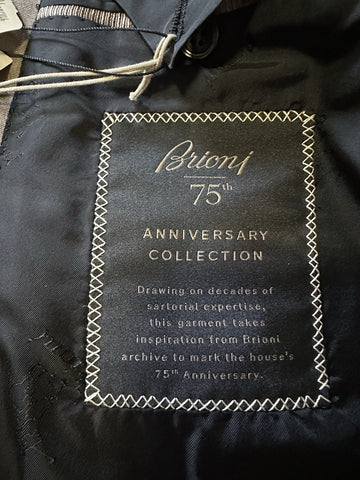 Brioni
75th
ANNIVERSARY
COLLECTION
Drawing on decades of
sartorial expertise,
this garment takes
inspiration from Brioni
archive to mark the house's
75th Anniversary.